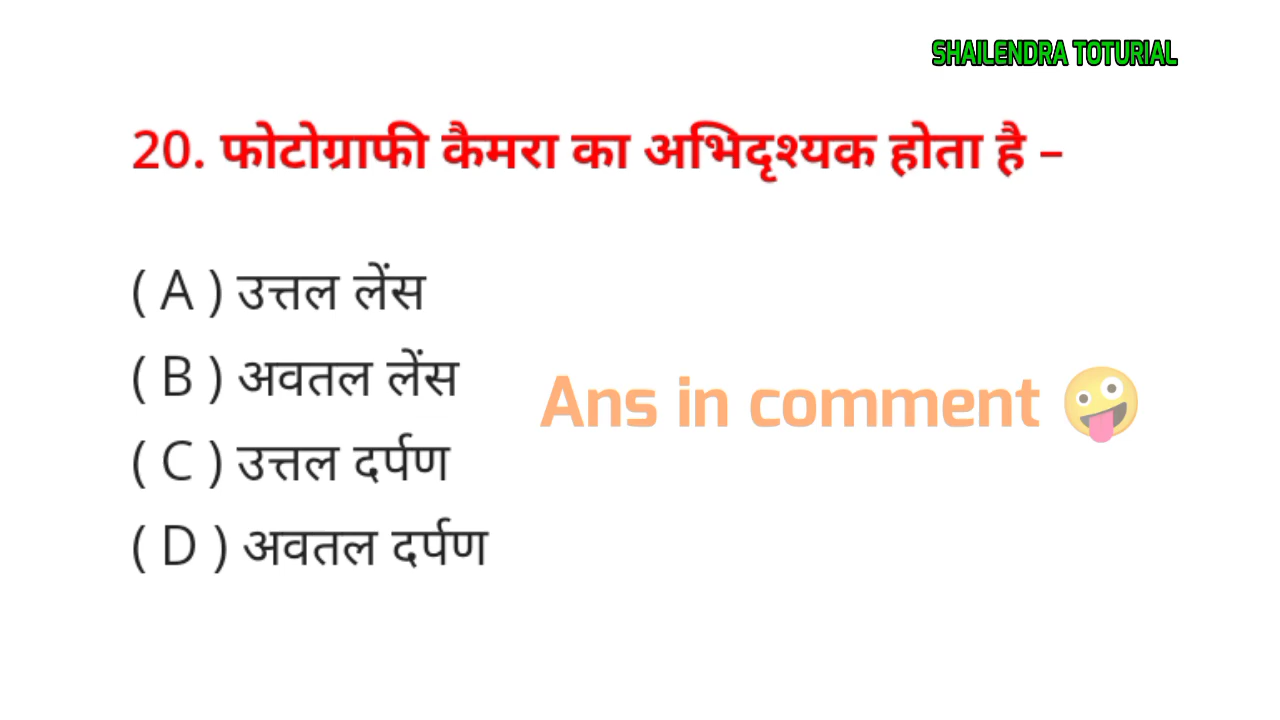 SHAILENDRA TOTURIAL
20. फोटोग्राफी कैमरा का अभिदृश्यक होता है –
( A ) उत्तल लेंस
( B ) अवतल लेंस
Ans in comment 🤪
( C ) उत्तल दर्पण
( D ) अवतल दर्पण